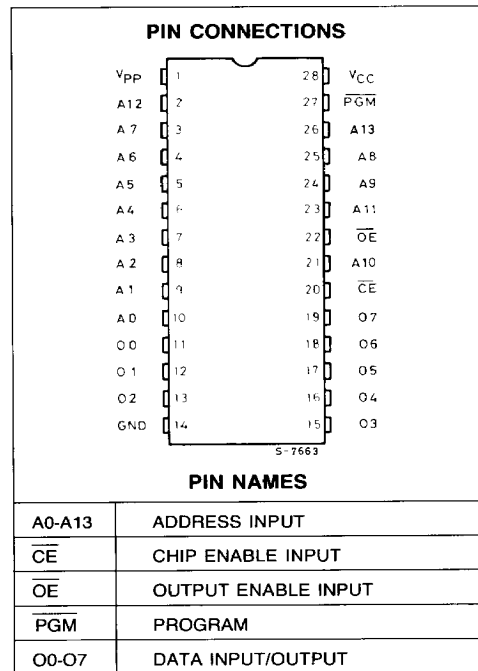 PIN CONNECTIONS
VPP 1 28 VCC
A12 2 27 PGM
A7 3 26 A13
A6 4 25 A8
A5 5 24 A9
A4 6 23 A11
A3 7 22 OE
A2 8 21 A10
A1 9 20 CE
A0 10 19 O7
O0 11 18 O6
O1 12 17 O5
O2 13 16 O4
GND 14 15 O3
S-7663
PIN NAMES
A0-A13 ADDRESS INPUT
CE CHIP ENABLE INPUT
OE OUTPUT ENABLE INPUT
PGM PROGRAM
O0-O7 DATA INPUT/OUTPUT